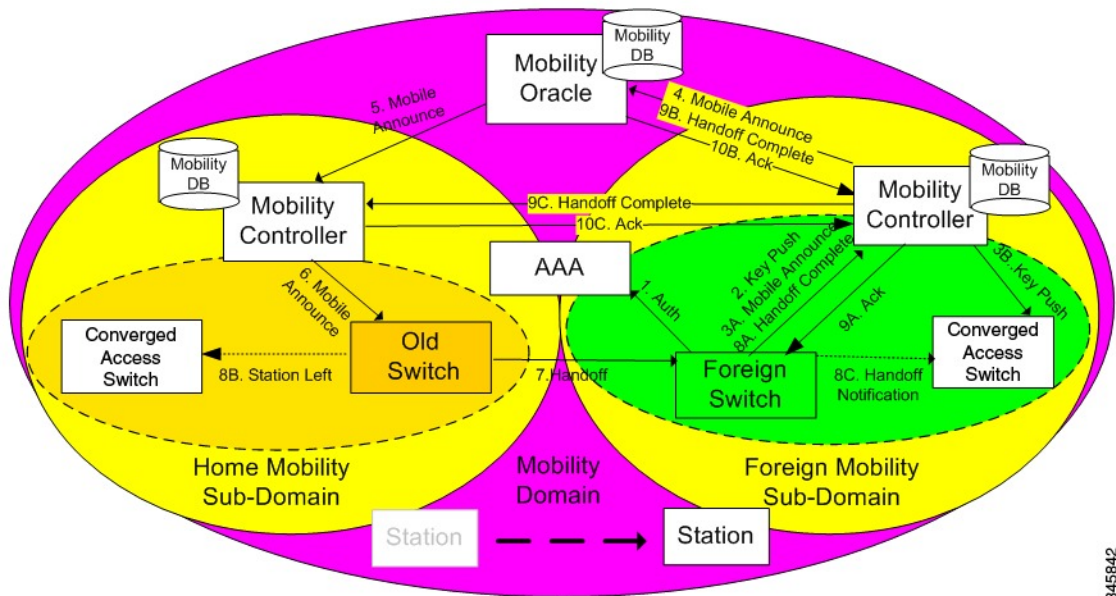 Mobility
DB
Mobility
Oracle
5. Mobile
Announce
4. Mobile Announce
9B. Handoff Complete
10B. Ack
Mobility
DB
Mobility
Controller
Mobility
DB
Mobility
Controller
9C. Handoff Complete
10C. Ack
AAA
6. Mobile
Announce
1. Auth
2. Key Push
3A. Mobile Announce
8A. Handoff Complete
9A. Ack
3B. Key Push
Converged
Access
Switch
8B. Station Left
Old
Switch
7.Handoff
Foreign
Switch
8C. Handoff
Notification
Converged
Access
Switch
Home Mobility
Sub-Domain
Mobility
Domain
Foreign Mobility
Sub-Domain
Station
Station
345842